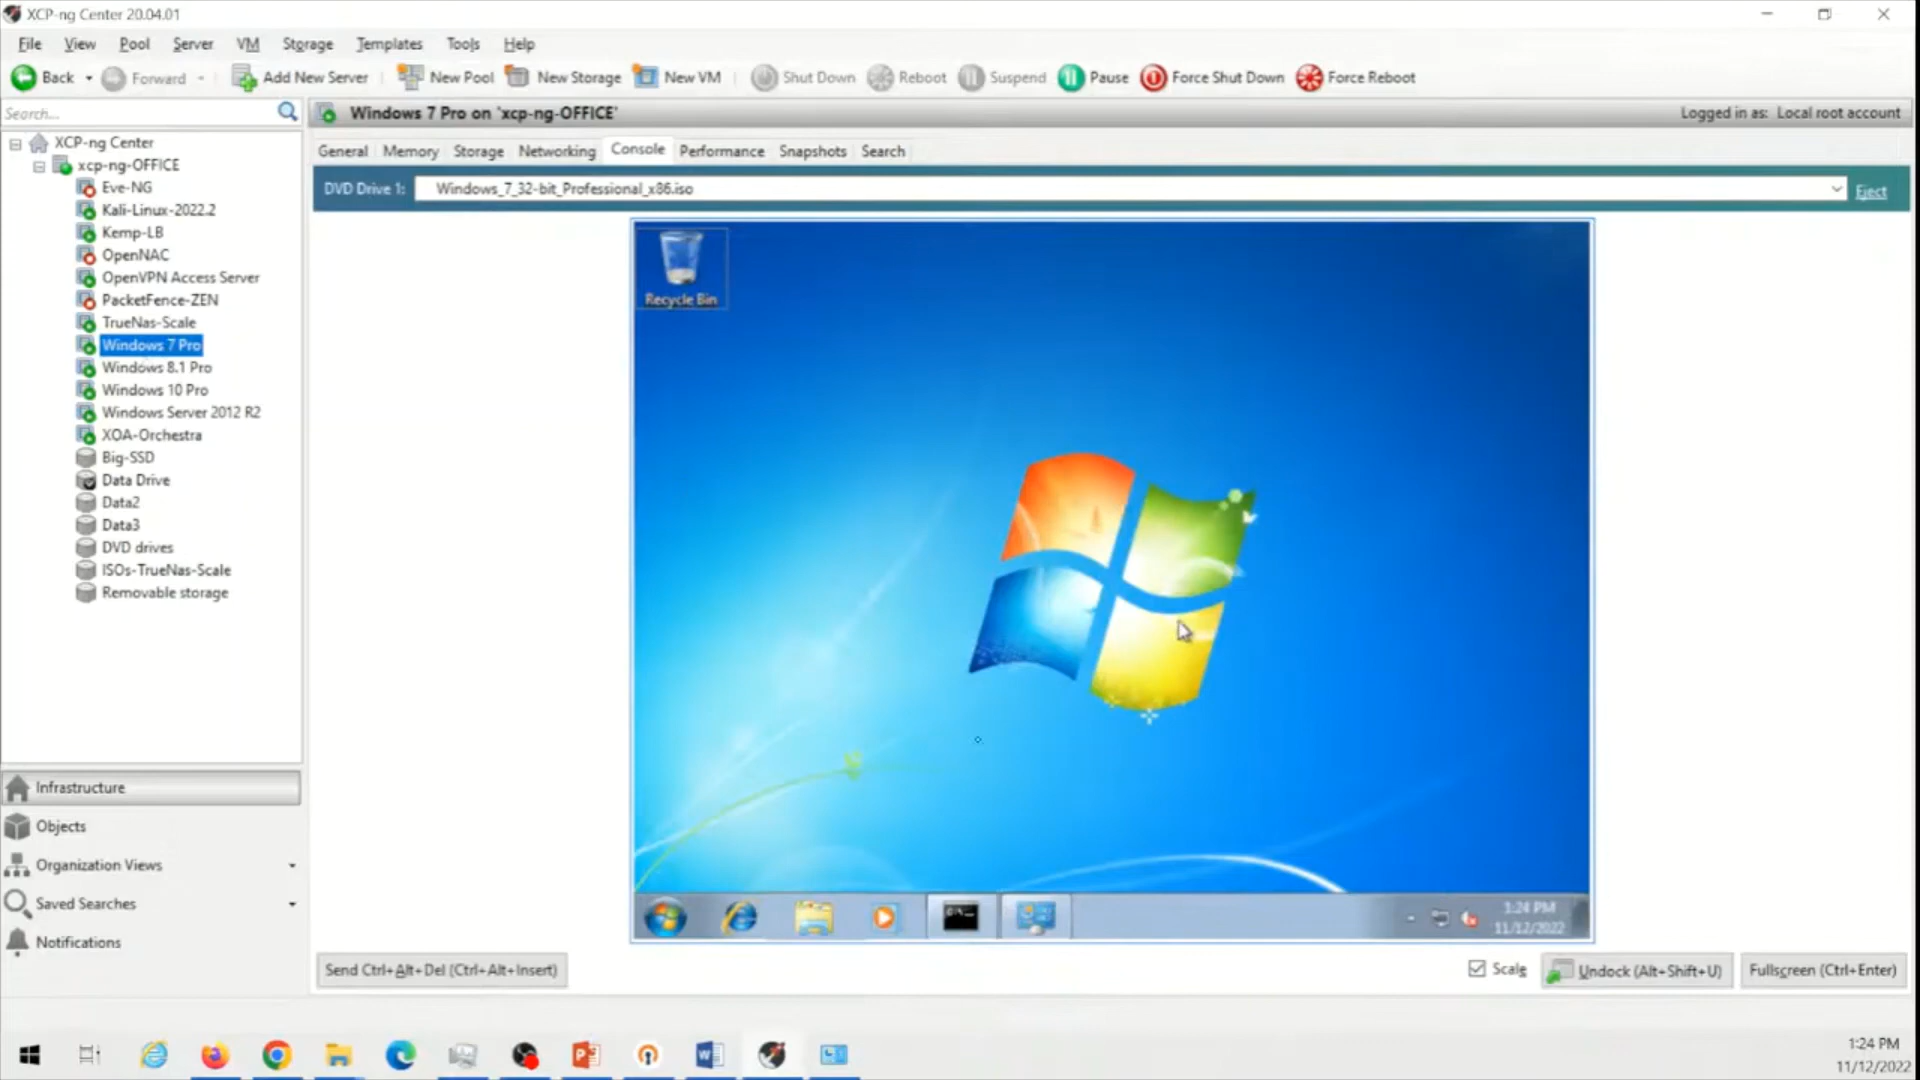 XCP-ng Center 20.04.01
File View Pool Server VM Storage Templates Tools Help
Back Forward Add New Server New Pool New Storage New VM Shut Down Reboot Suspend Pause Force Shut Down Force Reboot
Search...
Windows 7 Pro on 'xcp-ng-OFFICE'
Logged in as: Local root account
XCP-ng Center
xcp-ng-OFFICE
Eve-NG
Kali-Linux-2022.2
Kemp-LB
OpenNAC
OpenVPN Access Server
PacketFence-ZEN
TrueNas-Scale
Windows 7 Pro
Windows 8.1 Pro
Windows 10 Pro
Windows Server 2012 R2
XOA-Orchestra
Big-SSD
Data Drive
Data2
Data3
DVD drives
ISOs-TrueNas-Scale
Removable storage
Infrastructure
Objects
Organization Views
Saved Searches
Notifications
General Memory Storage Networking Console Performance Snapshots Search
DVD Drive 1: Windows_7_32-bit_Professional_x86.iso Eject
Recycle Bin
1:24 PM
11/12/2022
Send Ctrl+Alt+Del (Ctrl+Alt+Insert)
Scale
Undock (Alt+Shift+U)
Fullscreen (Ctrl+Enter)
1:24 PM
11/12/2022